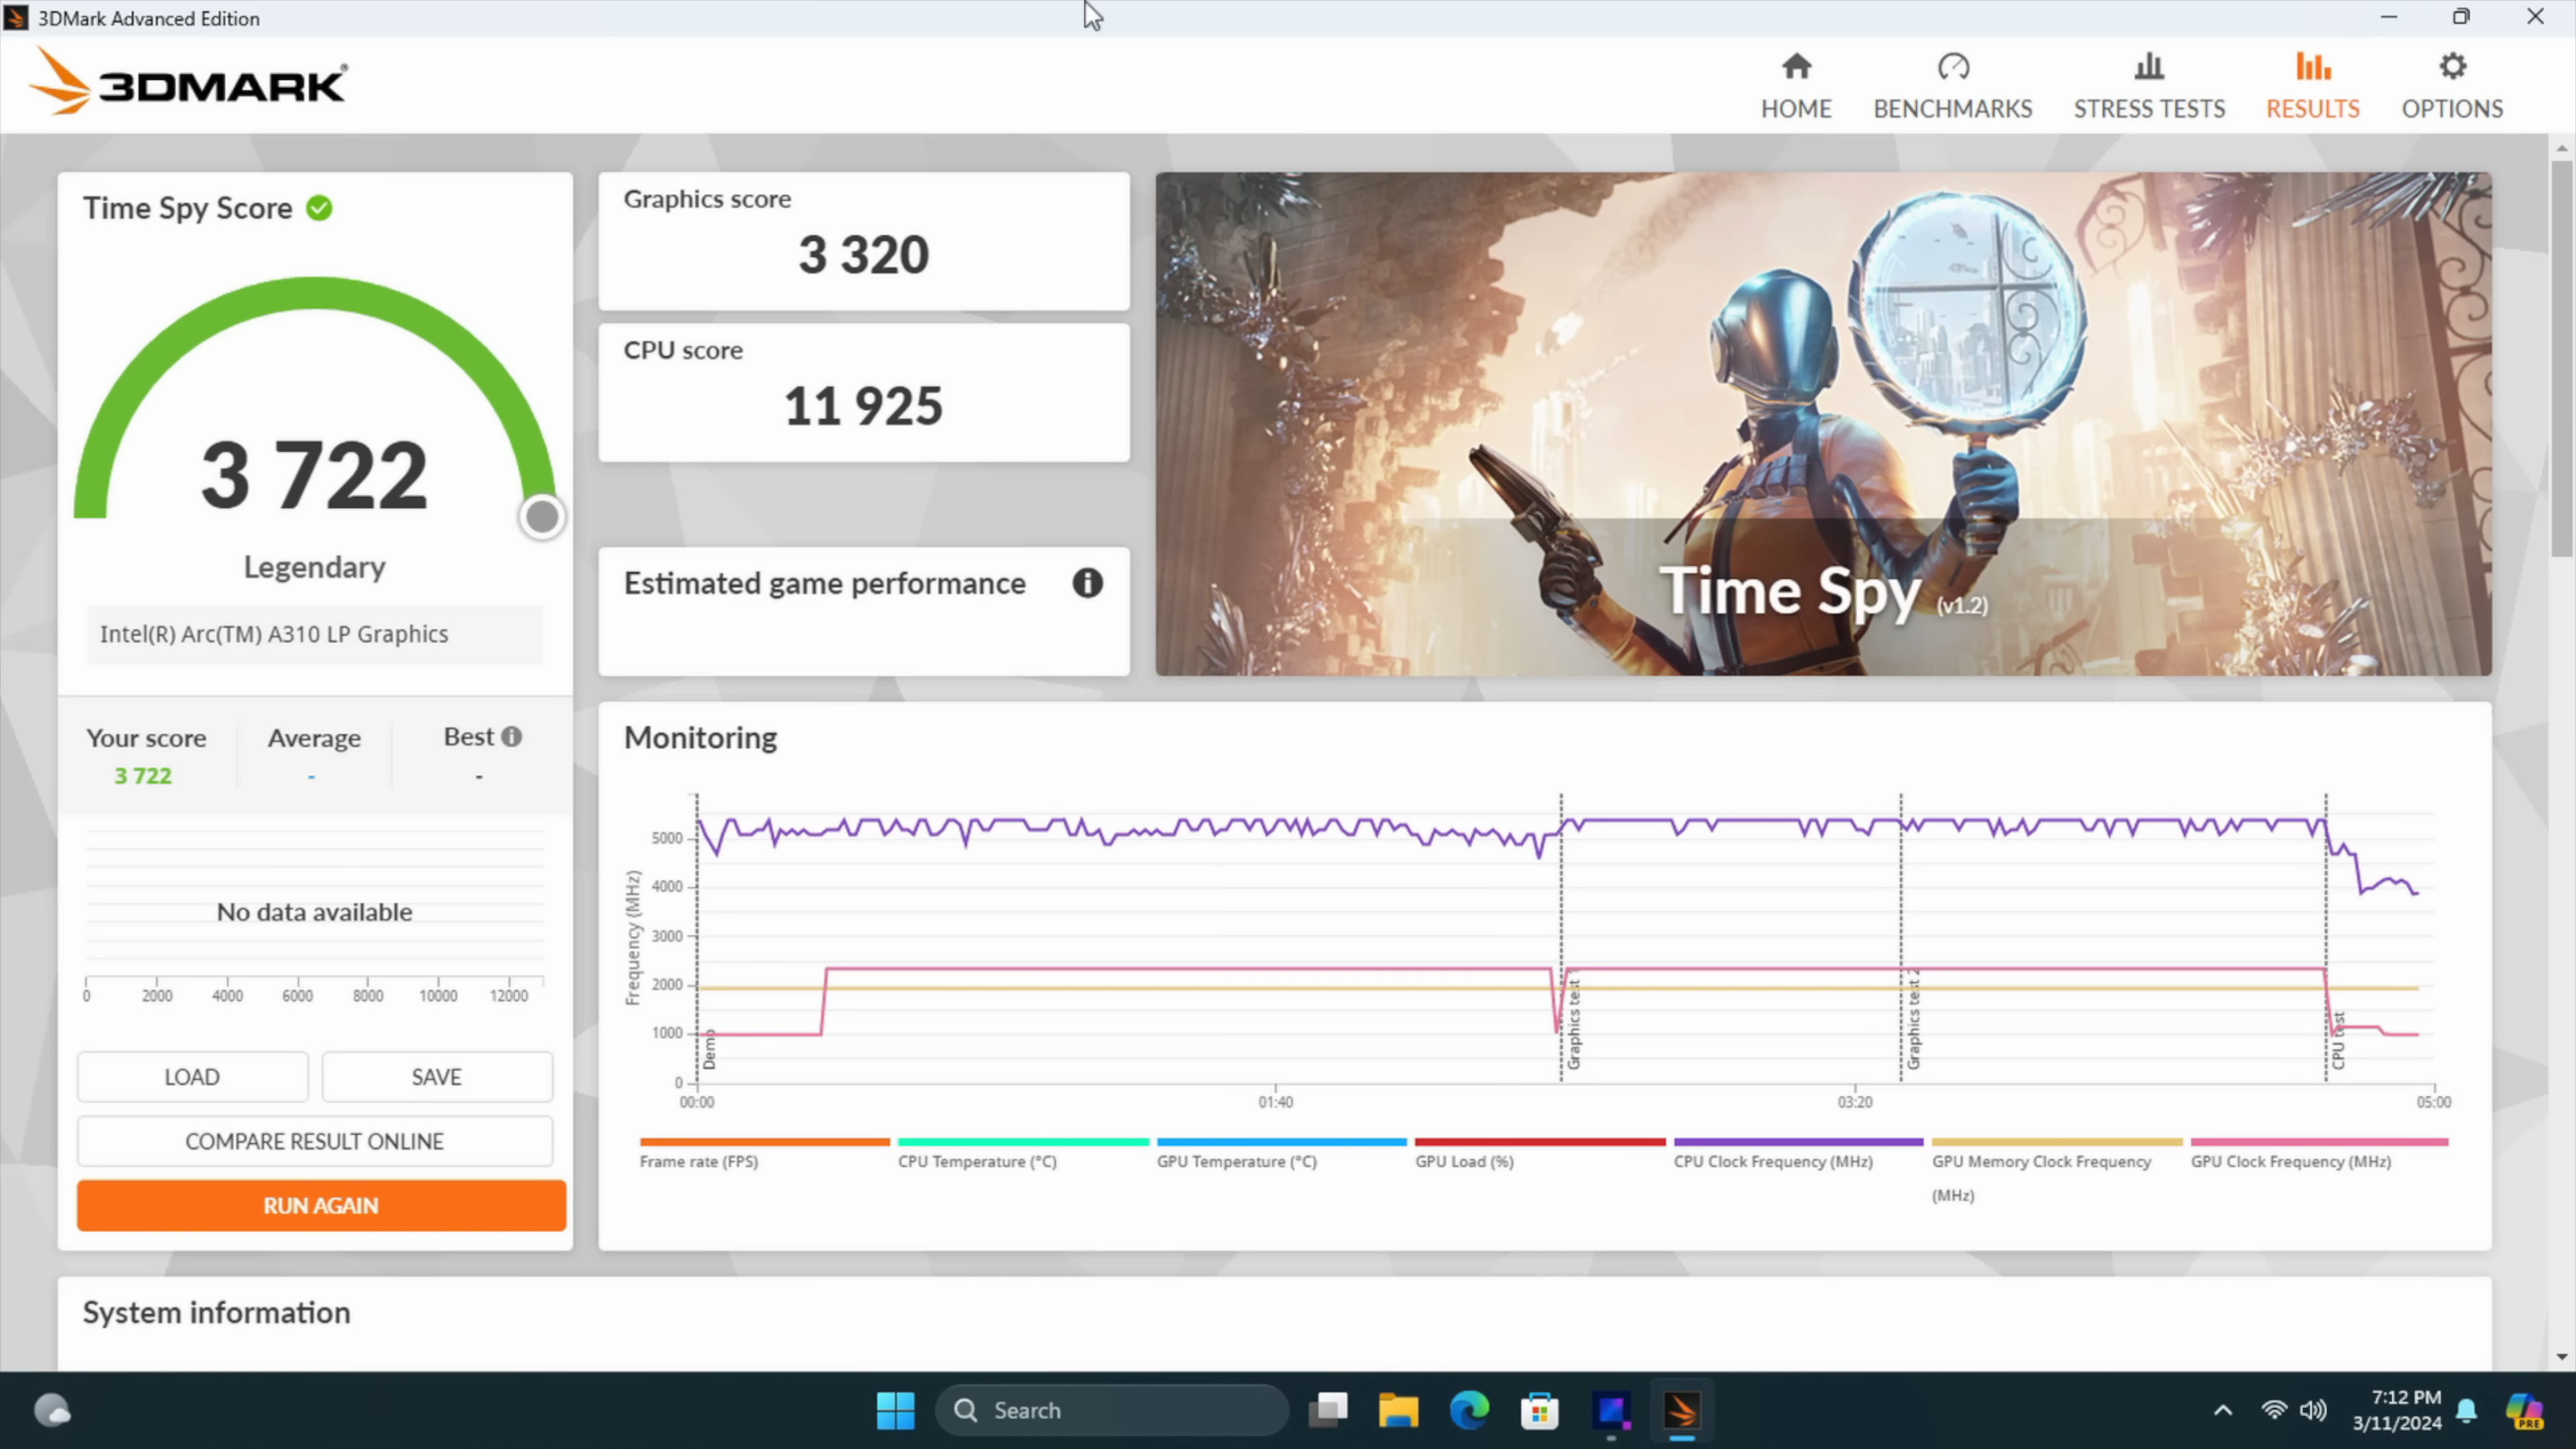 3DMark Advanced Edition
3DMARK®
HOME
BENCHMARKS
STRESS TESTS
RESULTS
OPTIONS
Time Spy Score
3 722
Legendary
Intel(R) Arc(TM) A310 LP Graphics
Your score
3 722
Average
-
Best
-
No data available
0 2000 4000 6000 8000 10000 12000
LOAD
SAVE
COMPARE RESULT ONLINE
RUN AGAIN
Graphics score
3 320
CPU score
11 925
Estimated game performance
Time Spy (v1.2)
Monitoring
Frequency (MHz)
5000
4000
3000
2000
1000
0
Demo
Graphics test 1
Graphics test 2
CPU test
00:00 01:40 03:20 05:00
Frame rate (FPS)
CPU Temperature (°C)
GPU Temperature (°C)
GPU Load (%)
CPU Clock Frequency (MHz)
GPU Memory Clock Frequency
(MHz)
GPU Clock Frequency (MHz)
System information
Search
7:12 PM
3/11/2024
PRE